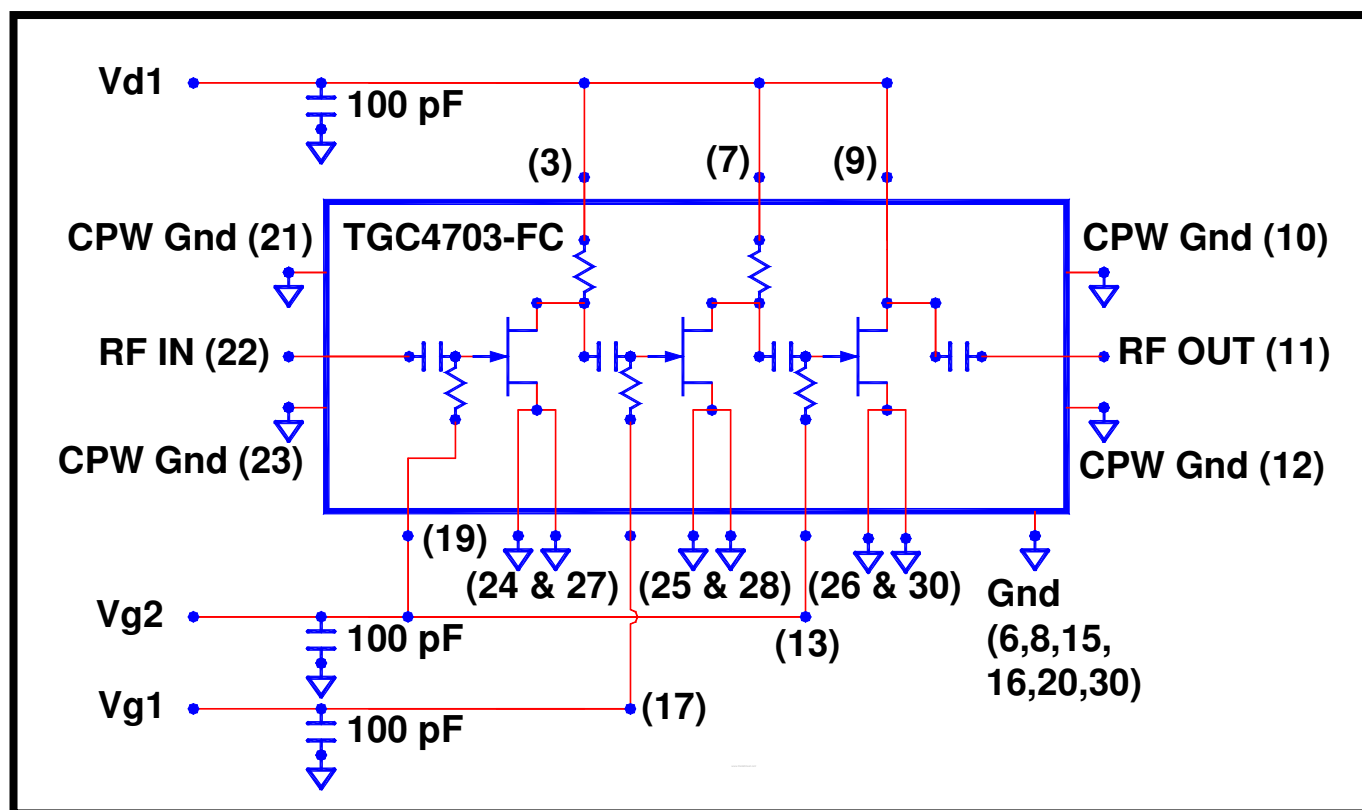 Vd1
100 pF
(3)
(7)
(9)
CPW Gnd (21)
TGC4703-FC
CPW Gnd (10)
RF IN (22)
RF OUT (11)
CPW Gnd (23)
CPW Gnd (12)
(19)
(24 & 27)
(25 & 28)
(26 & 30)
Gnd
(6,8,15,
16,20,30)
Vg2
100 pF
(13)
Vg1
100 pF
(17)